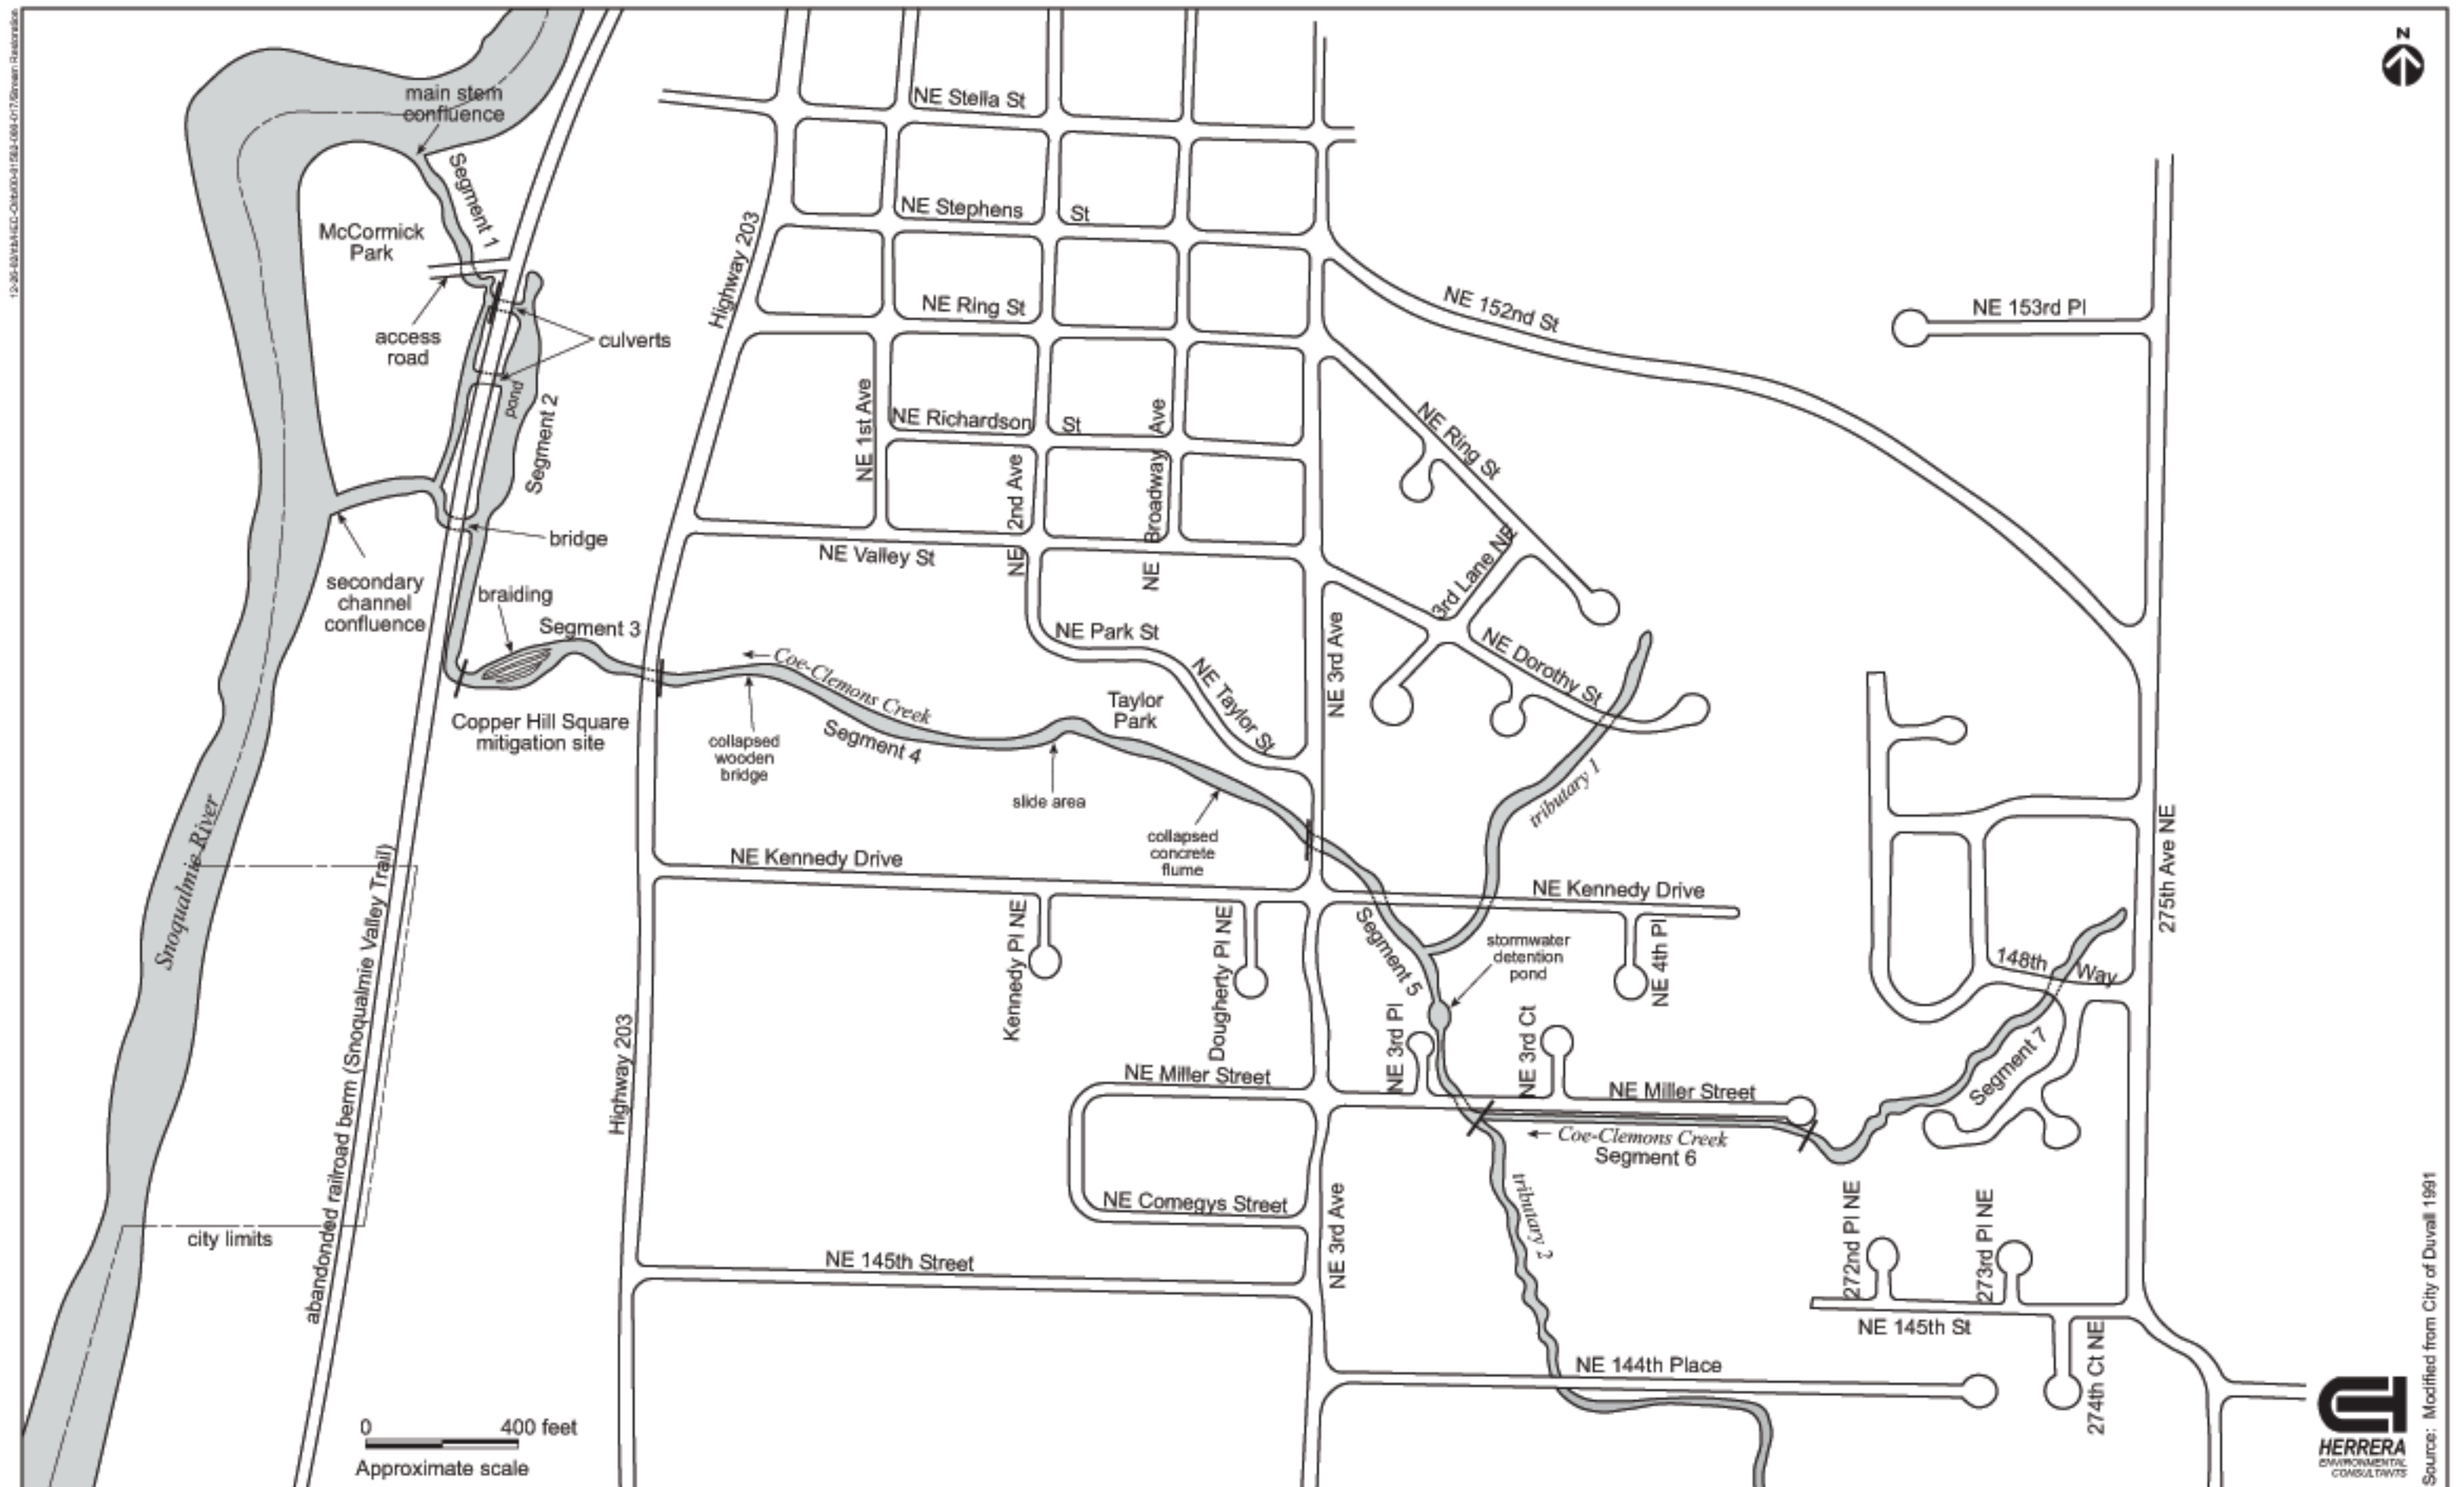 N
main stem
confluence
Segment 1
McCormick
Park
access
road
culverts
pond
Segment 2
bridge
secondary
channel
confluence
braiding
Segment 3
Copper Hill Square
mitigation site
Snoqualmie River
abandoned railroad berm (Snoqualmie Valley Trail)
city limits
0 400 feet
Approximate scale
Highway 203
Highway 203
NE Stella St
NE Stephens St
NE Ring St
NE Richardson St
NE 1st Ave
NE 2nd Ave
NE Broadway Ave
NE Valley St
NE Park St
NE Taylor St
NE 3rd Ave
NE 152nd St
NE 153rd Pl
NE Ring St
3rd Lane NE
NE Dorothy St
Coe-Clemons Creek
Segment 4
collapsed
wooden
bridge
slide area
Taylor
Park
collapsed
concrete
flume
tributary 1
NE Kennedy Drive
NE Kennedy Drive
Kennedy Pl NE
Dougherty Pl NE
Segment 5
stormwater
detention
pond
NE 4th Pl
NE 3rd Pl
NE 3rd Ct
NE Miller Street
NE Miller Street
Coe-Clemons Creek
Segment 6
148th Way
275th Ave NE
Segment 7
NE Comegys Street
NE 3rd Ave
tributary 2
NE 145th Street
272nd Pl NE
273rd Pl NE
NE 145th St
274th Ct NE
NE 144th Place
HERRERA
ENVIRONMENTAL
CONSULTANTS
Source: Modified from City of Duvall 1991